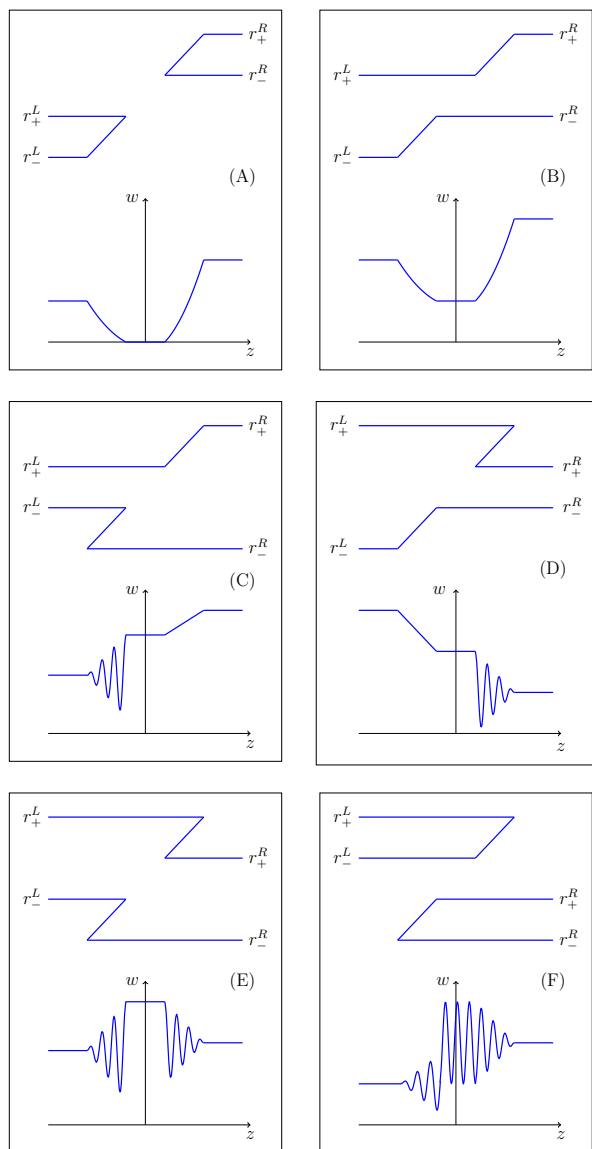 r_+^R
r_-^R
r_+^L
r_-^L
(A)
w
z
r_+^R
r_+^L
r_-^R
r_-^L
(B)
w
z
r_+^R
r_+^L
r_-^L
r_-^R
(C)
w
z
r_+^L
r_+^R
r_-^R
r_-^L
(D)
w
z
r_+^L
r_+^R
r_-^L
r_-^R
(E)
w
z
r_+^L
r_-^L
r_+^R
r_-^R
(F)
w
z